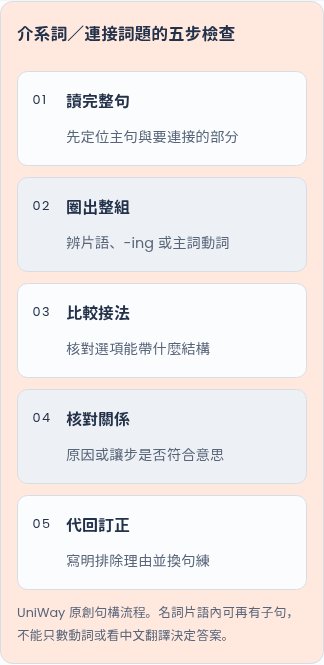 介系詞／連接詞題的五步檢查
01 讀完整句
先定位主句與要連接的部分
02 圈出整組
辨片語、-ing 或主詞動詞
03 比較接法
核對選項能帶什麼結構
04 核對關係
原因或讓步是否符合意思
05 代回訂正
寫明排除理由並換句練
UniWay 原創句構流程。名詞片語內可再有子句，
不能只數動詞或看中文翻譯決定答案。